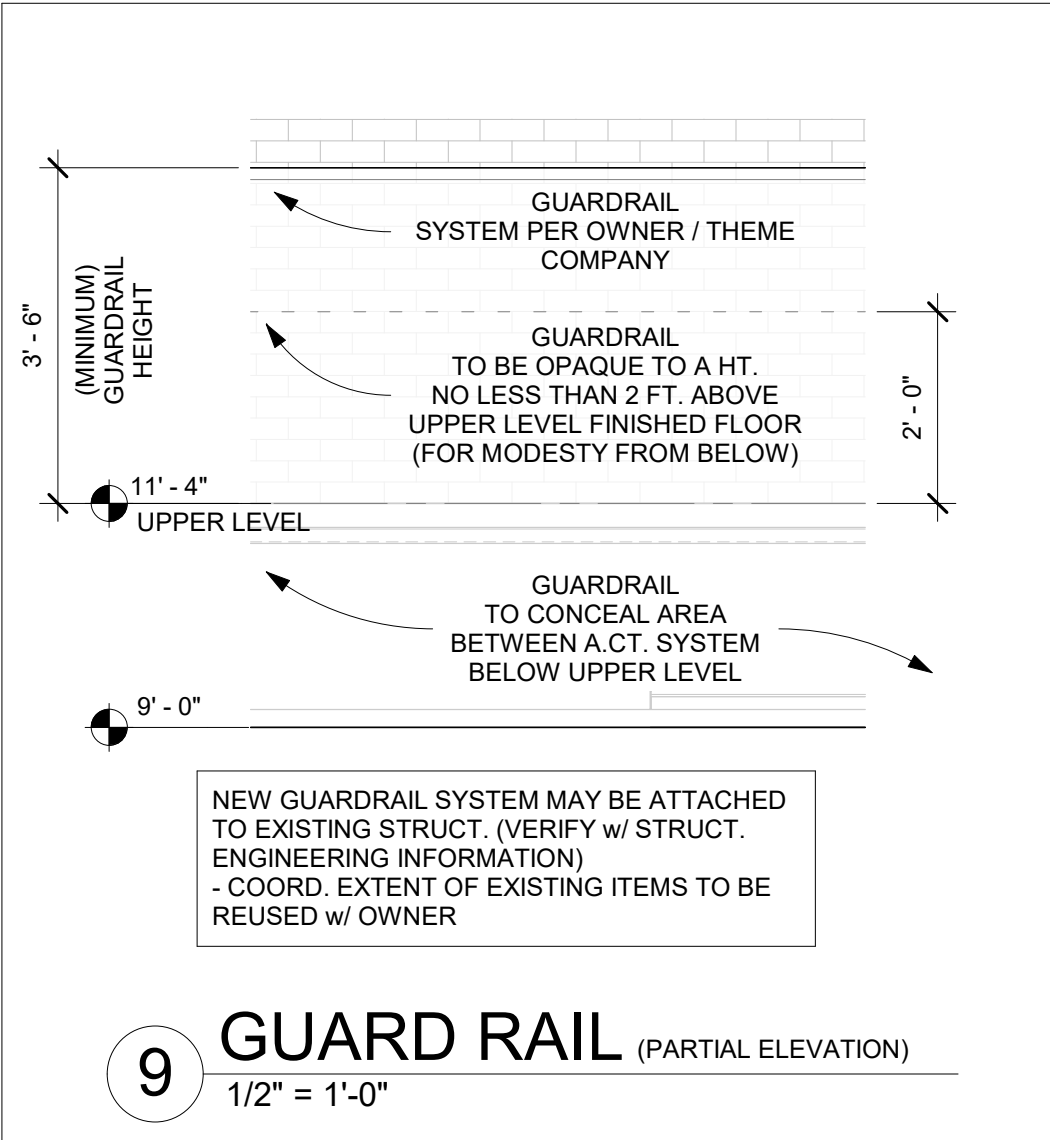 GUARDRAIL
SYSTEM PER OWNER / THEME
COMPANY
3' - 6"
(MINIMUM)
GUARDRAIL
HEIGHT
GUARDRAIL
TO BE OPAQUE TO A HT.
NO LESS THAN 2 FT. ABOVE
UPPER LEVEL FINISHED FLOOR
(FOR MODESTY FROM BELOW)
2' - 0"
11' - 4"
UPPER LEVEL
GUARDRAIL
TO CONCEAL AREA
BETWEEN A.CT. SYSTEM
BELOW UPPER LEVEL
9' - 0"
NEW GUARDRAIL SYSTEM MAY BE ATTACHED
TO EXISTING STRUCT. (VERIFY w/ STRUCT.
ENGINEERING INFORMATION)
- COORD. EXTENT OF EXISTING ITEMS TO BE
REUSED w/ OWNER
9
GUARD RAIL (PARTIAL ELEVATION)
1/2" = 1'-0"